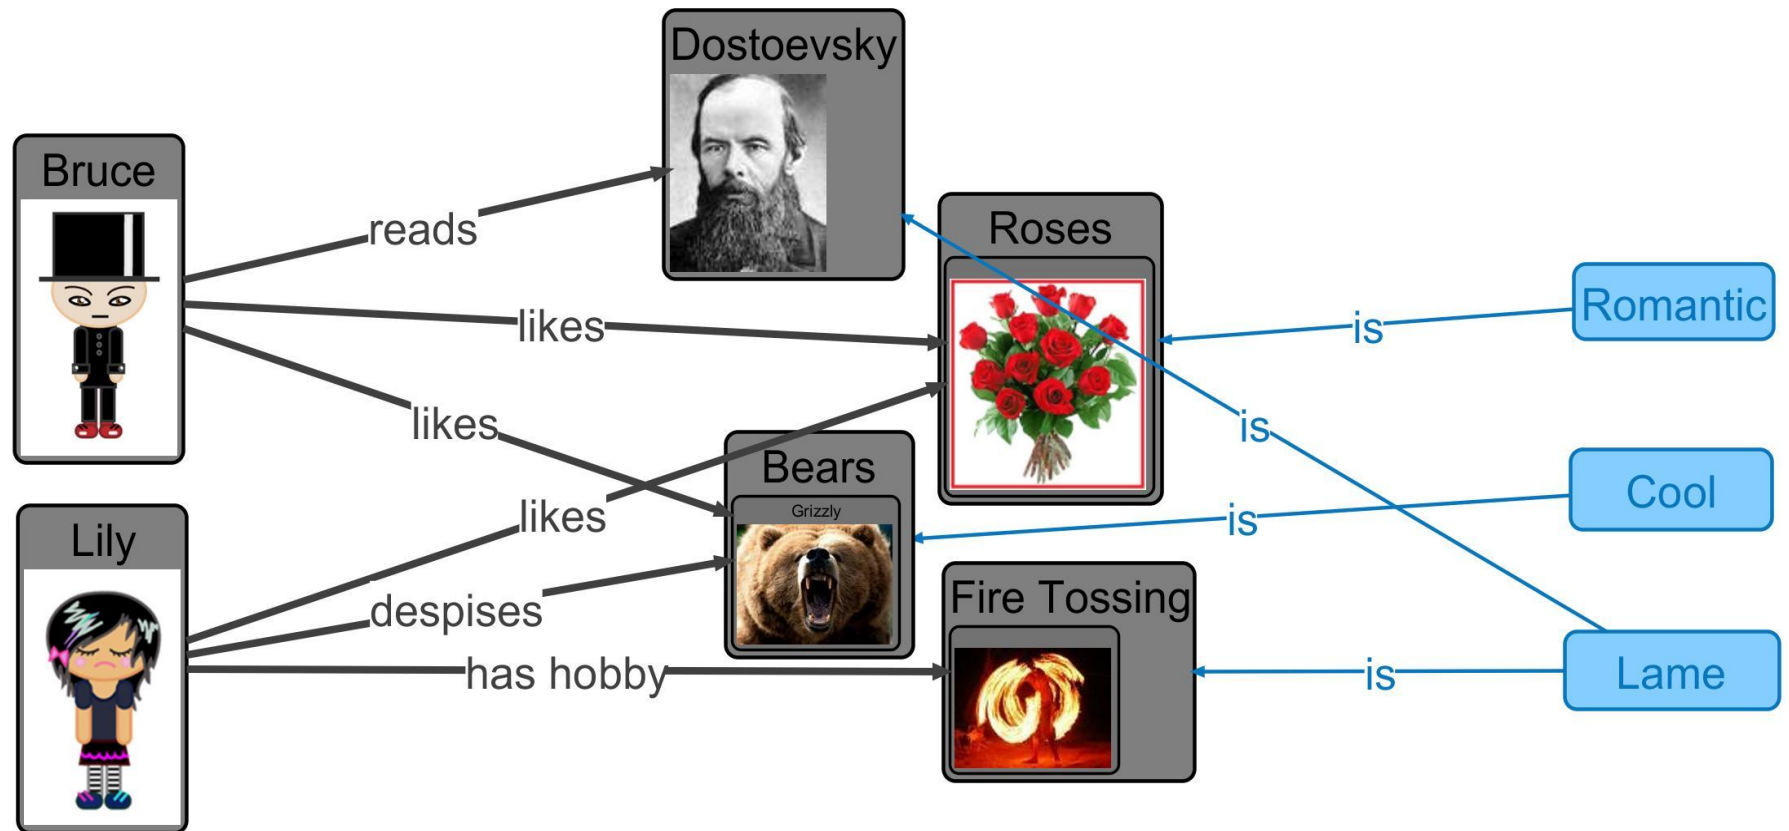 Dostoevsky
Bruce
reads
Roses
Romantic
likes
is
likes
is
Bears
Grizzly
Cool
likes
is
Lily
Fire Tossing
despises
has hobby
is
Lame